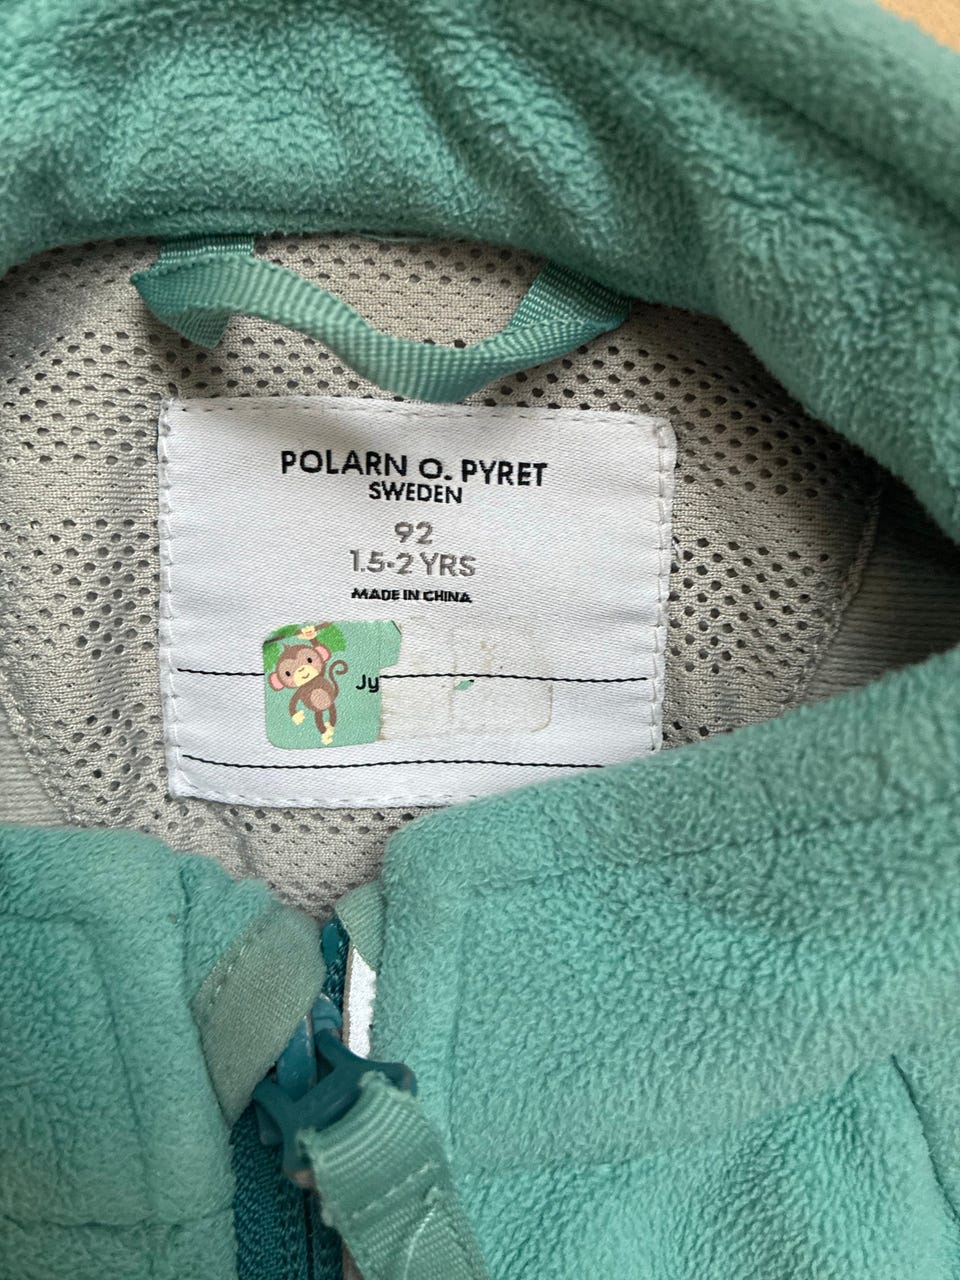 POLARN O. PYRET
SWEDEN
92
1.5-2 YRS
MADE IN CHINA
Jy